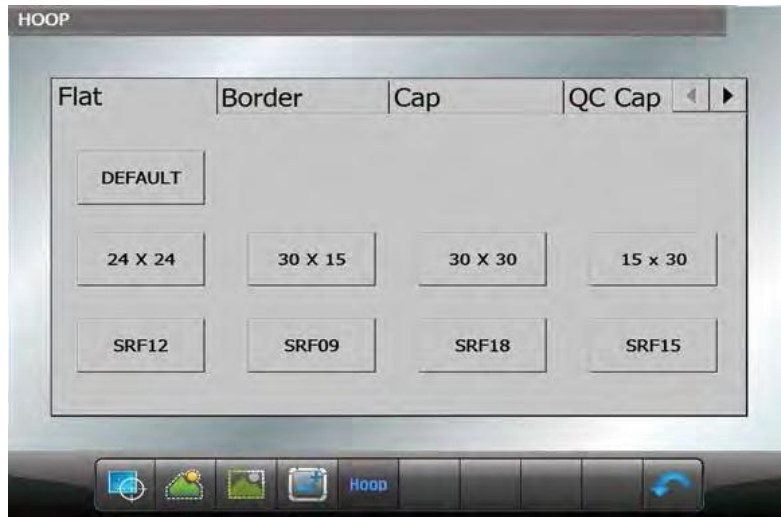 HOOP
Flat Border Cap QC Cap
DEFAULT
24 X 24 30 X 15 30 X 30 15 x 30
SRF12 SRF09 SRF18 SRF15
Hoop